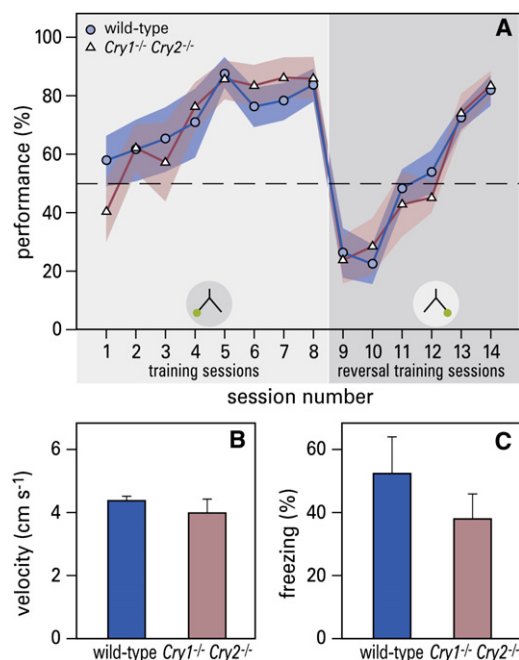 A
wild-type
Cry1-/- Cry2-/-
performance (%)
100
80
60
40
20
0
1 2 3 4 5 6 7 8 9 10 11 12 13 14
training sessions reversal training sessions
session number
B
velocity (cm s-1)
6
4
2
0
wild-type Cry1-/- Cry2-/-
C
freezing (%)
60
40
20
0
wild-type Cry1-/- Cry2-/-